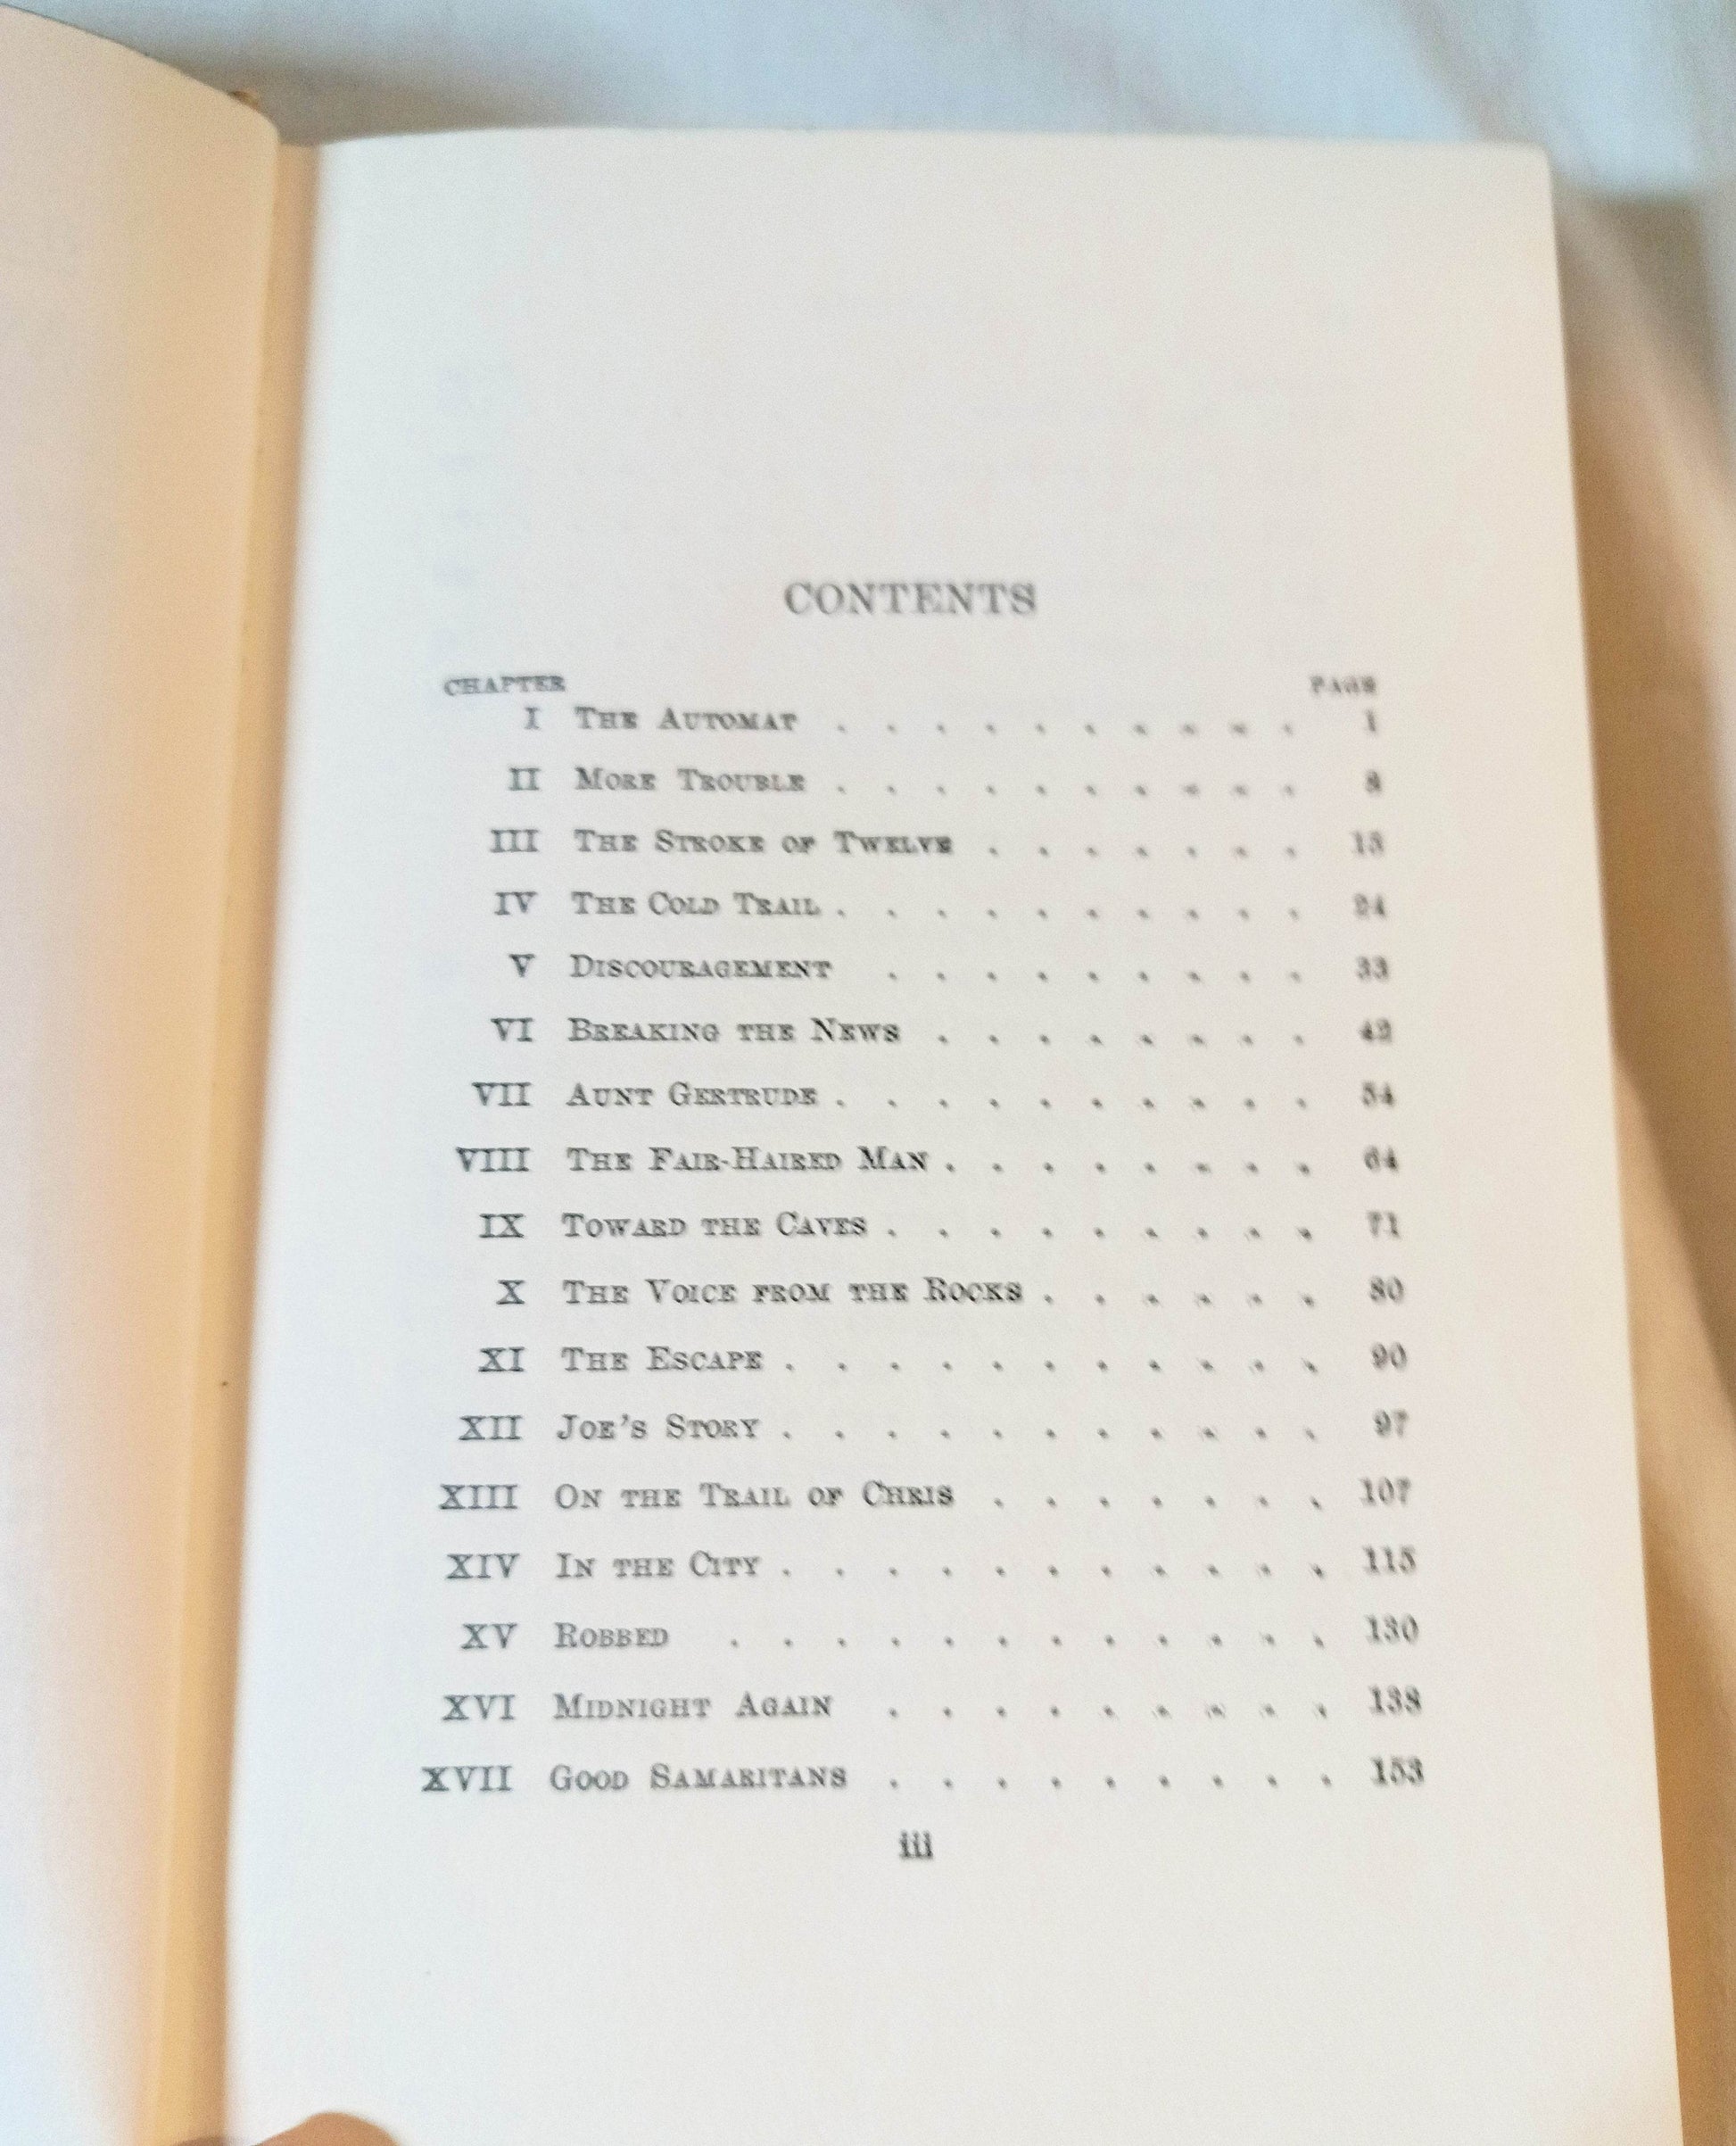 CONTENTS
CHAPTER PAGE
I THE AUTOMAT . . . . . . . . . . 1
II MORE TROUBLE . . . . . . . . . . 8
III THE STROKE OF TWELVE . . . . . . . 13
IV THE COLD TRAIL . . . . . . . . . . 24
V DISCOURAGEMENT . . . . . . . . . 33
VI BREAKING THE NEWS . . . . . . . . 42
VII AUNT GERTRUDE . . . . . . . . . . 54
VIII THE FAIR-HAIRED MAN . . . . . . . . 64
IX TOWARD THE CAVES . . . . . . . . . 71
X THE VOICE FROM THE ROCKS . . . . . . 80
XI THE ESCAPE . . . . . . . . . . . 90
XII JOE'S STORY . . . . . . . . . . . 97
XIII ON THE TRAIL OF CHRIS . . . . . . . 107
XIV IN THE CITY . . . . . . . . . . . 115
XV ROBBED . . . . . . . . . . . . 130
XVI MIDNIGHT AGAIN . . . . . . . . . 138
XVII GOOD SAMARITANS . . . . . . . . . 153
iii